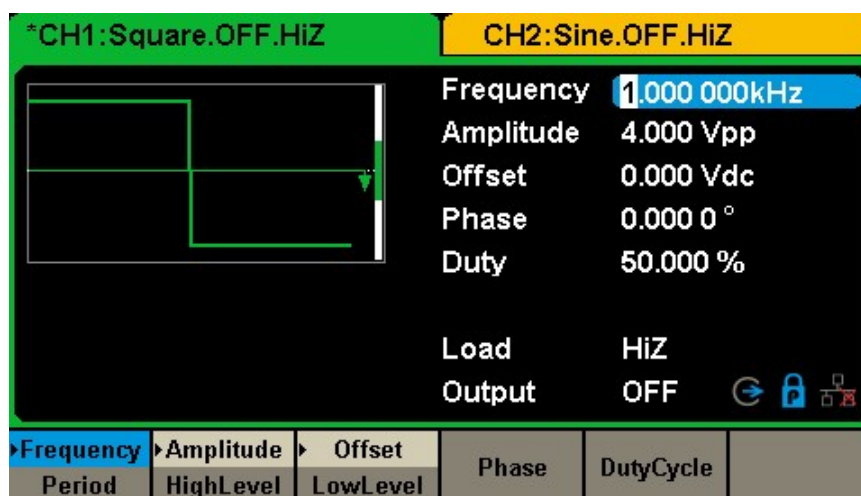 *CH1:Square.OFF.HiZ
CH2:Sine.OFF.HiZ
Frequency 1.000 000kHz
Amplitude 4.000 Vpp
Offset 0.000 Vdc
Phase 0.000 0 °
Duty 50.000 %
Load HiZ
Output OFF
P
Frequency Amplitude Offset Phase DutyCycle
Period HighLevel LowLevel